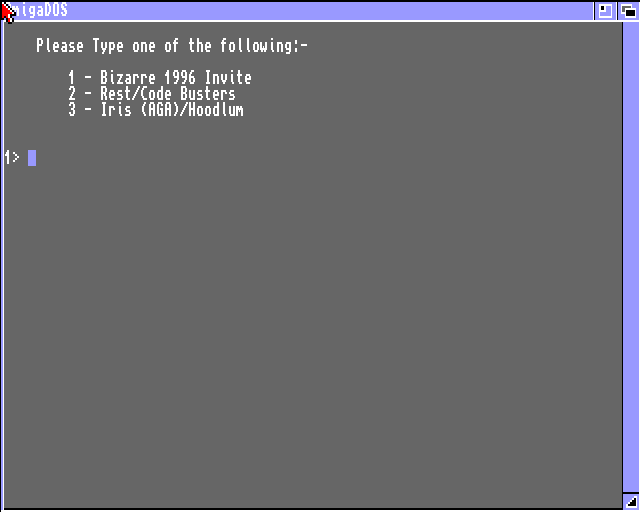 migaDOS
Please Type one of the following:-
1 - Bizarre 1996 Invite
2 - Rest/Code Busters
3 - Iris (AGA)/Hoodlum
1>